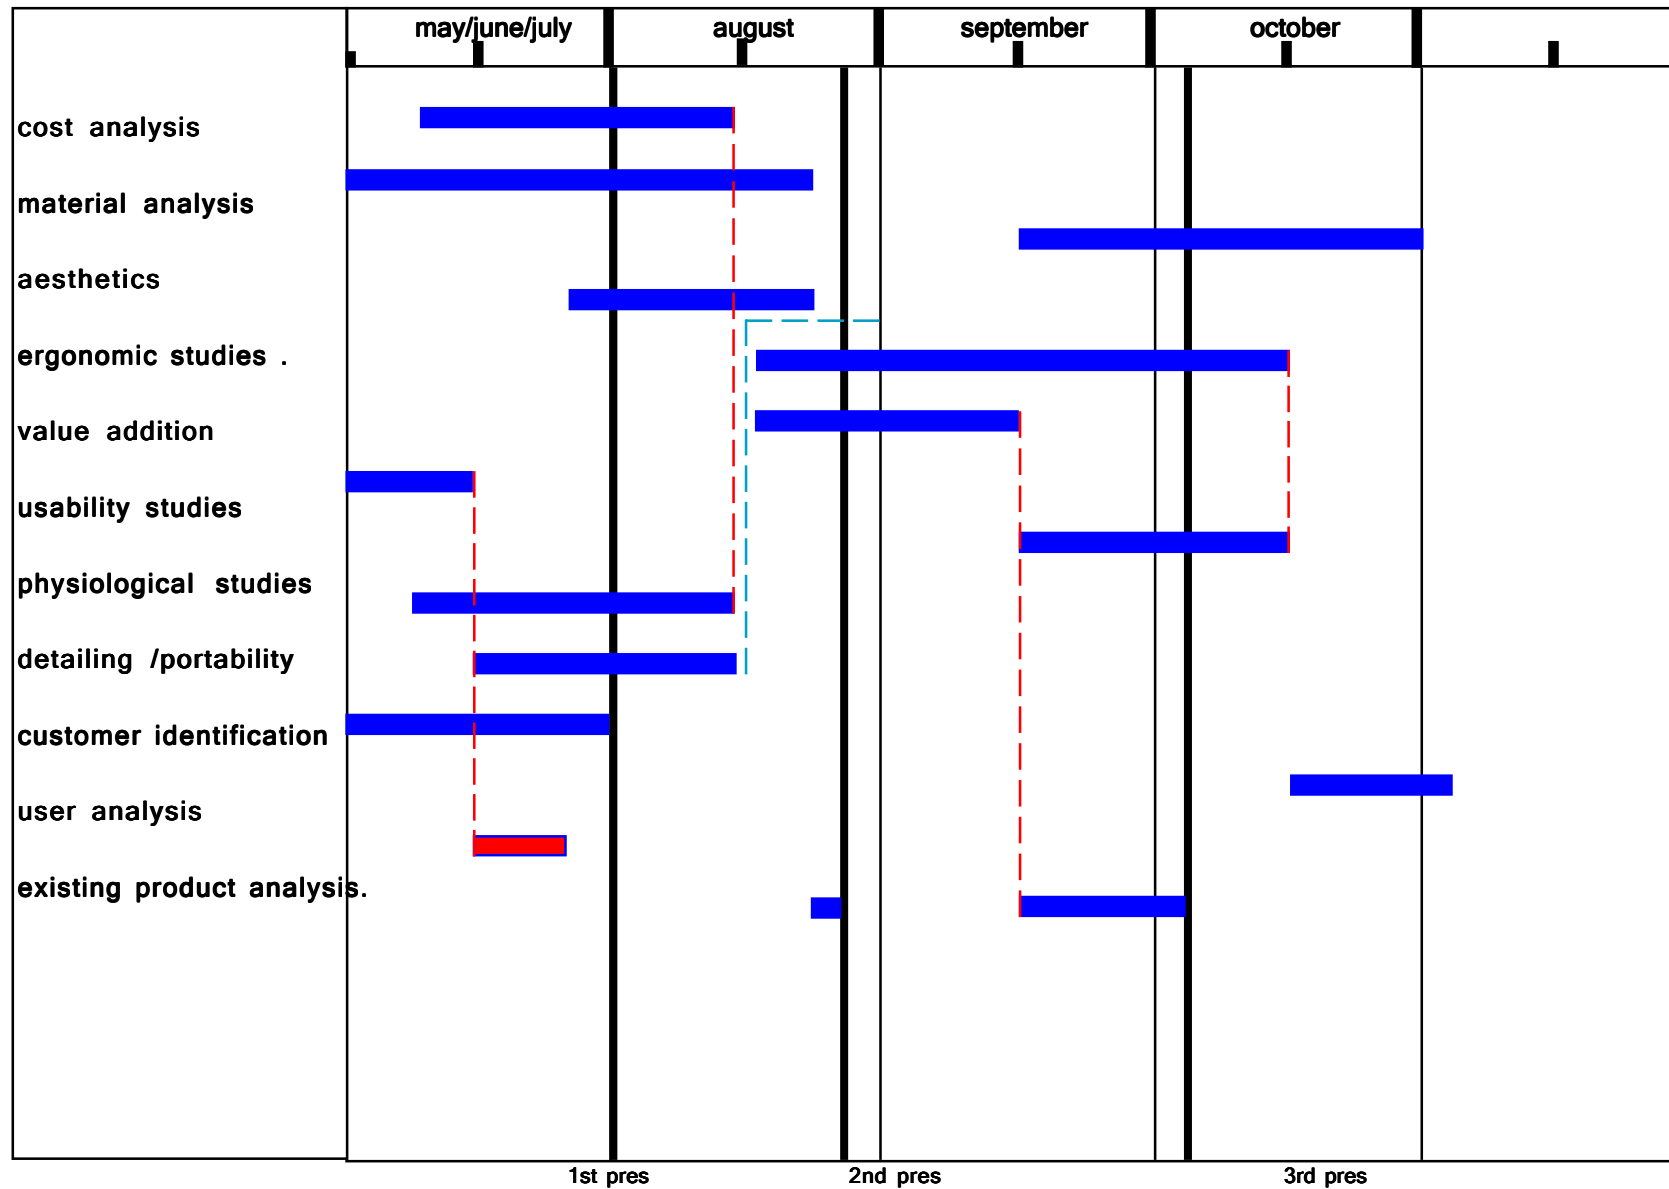 may/june/july august september october
cost analysis
material analysis
aesthetics
ergonomic studies .
value addition
usability studies
physiological studies
detailing /portability
customer identification
user analysis
existing product analysis.
1st pres 2nd pres 3rd pres